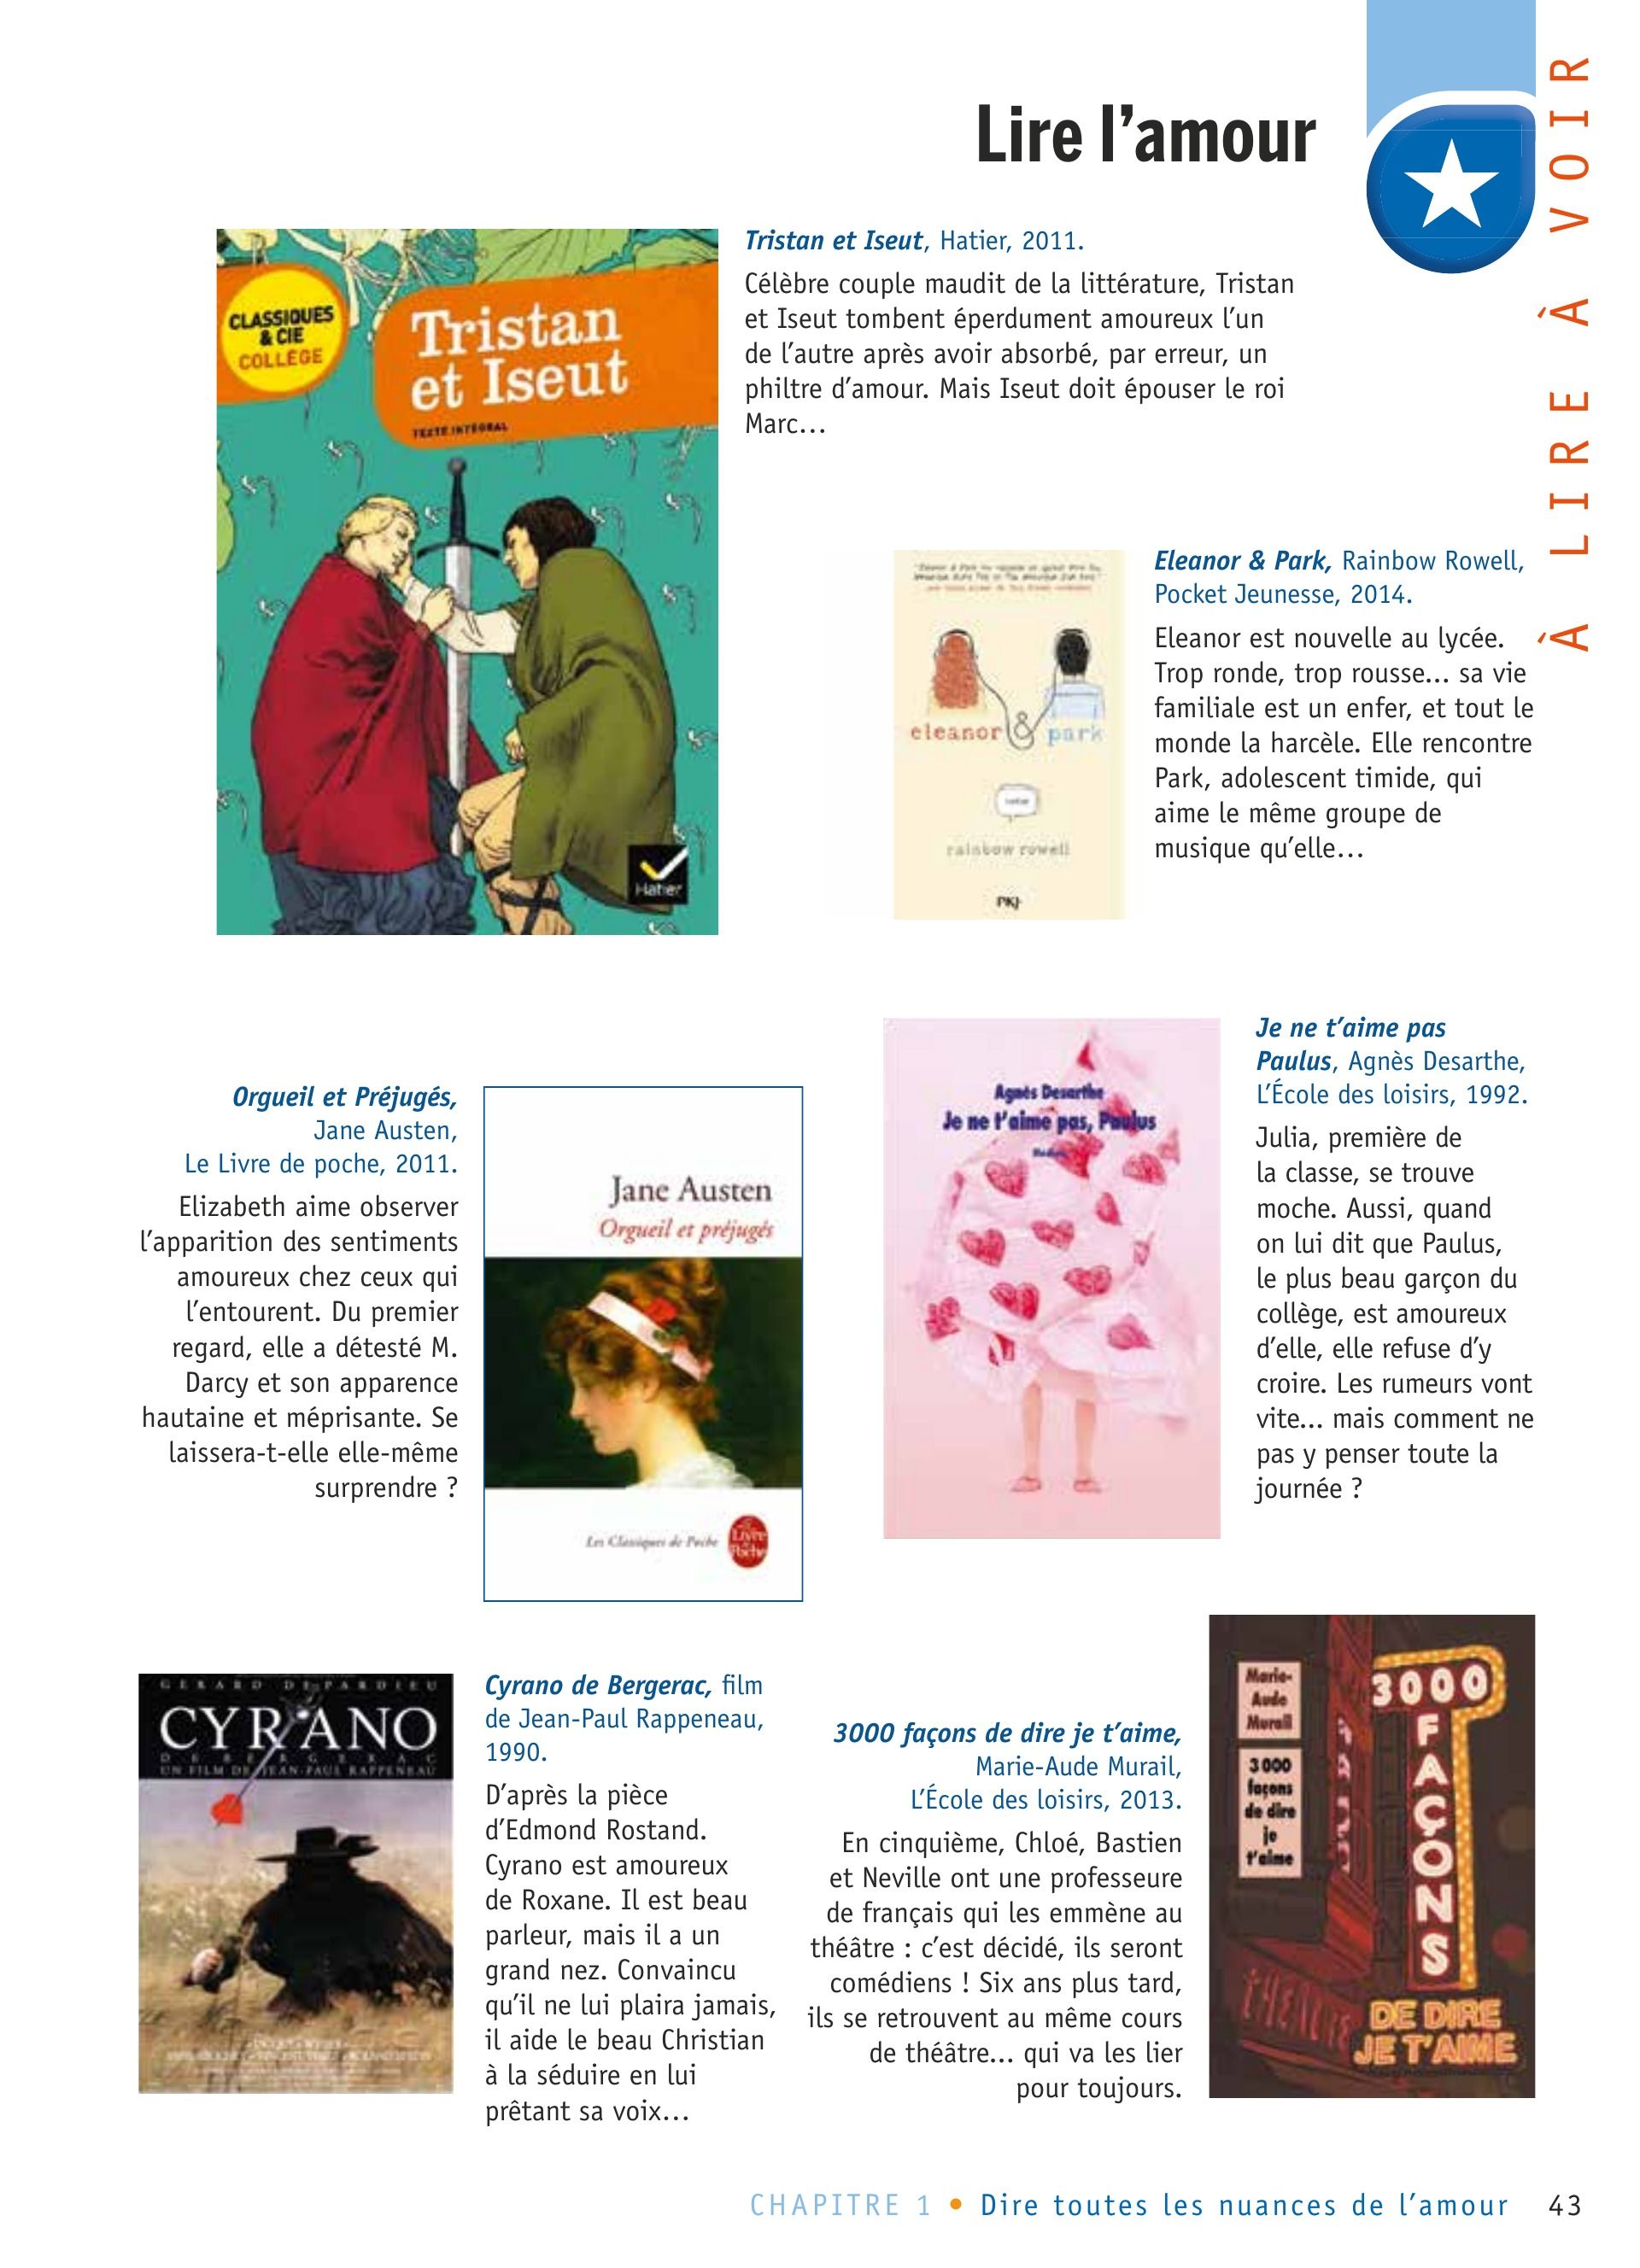 Lire l'amour
À LIRE À VOIR
CLASSIQUES
& CIE
COLLÈGE
Tristan
et Iseut
TEXTE INTÉGRAL
Hatier
Tristan et Iseut, Hatier, 2011.
Célèbre couple maudit de la littérature, Tristan
et Iseut tombent éperdument amoureux l'un
de l'autre après avoir absorbé, par erreur, un
philtre d'amour. Mais Iseut doit épouser le roi
Marc…
eleanor & park
rainbow rowell
PKJ
Eleanor & Park, Rainbow Rowell,
Pocket Jeunesse, 2014.
Eleanor est nouvelle au lycée.
Trop ronde, trop rousse… sa vie
familiale est un enfer, et tout le
monde la harcèle. Elle rencontre
Park, adolescent timide, qui
aime le même groupe de
musique qu'elle…
Orgueil et Préjugés,
Jane Austen,
Le Livre de poche, 2011.
Elizabeth aime observer
l'apparition des sentiments
amoureux chez ceux qui
l'entourent. Du premier
regard, elle a détesté M.
Darcy et son apparence
hautaine et méprisante. Se
laissera-t-elle elle-même
surprendre ?
Jane Austen
Orgueil et préjugés
Les Classiques de Poche
Le Livre de Poche
Agnès Desarthe
Je ne t'aime pas, Paulus
Je ne t'aime pas
Paulus, Agnès Desarthe,
L'École des loisirs, 1992.
Julia, première de
la classe, se trouve
moche. Aussi, quand
on lui dit que Paulus,
le plus beau garçon du
collège, est amoureux
d'elle, elle refuse d'y
croire. Les rumeurs vont
vite… mais comment ne
pas y penser toute la
journée ?
GÉRARD DEPARDIEU
CYRANO
DE BERGERAC
UN FILM DE JEAN-PAUL RAPPENEAU
Cyrano de Bergerac, film
de Jean-Paul Rappeneau,
1990.
D'après la pièce
d'Edmond Rostand.
Cyrano est amoureux
de Roxane. Il est beau
parleur, mais il a un
grand nez. Convaincu
qu'il ne lui plaira jamais,
il aide le beau Christian
à la séduire en lui
prêtant sa voix…
3000 façons de dire je t'aime,
Marie-Aude Murail,
L'École des loisirs, 2013.
En cinquième, Chloé, Bastien
et Neville ont une professeure
de français qui les emmène au
théâtre : c'est décidé, ils seront
comédiens ! Six ans plus tard,
ils se retrouvent au même cours
de théâtre… qui va les lier
pour toujours.
Marie-
Aude
Murail
3000
façons
de dire
je
t'aime
3000
FAÇONS
DE DIRE
JE T'AIME
THEATRE
CHAPITRE 1 • Dire toutes les nuances de l'amour 43